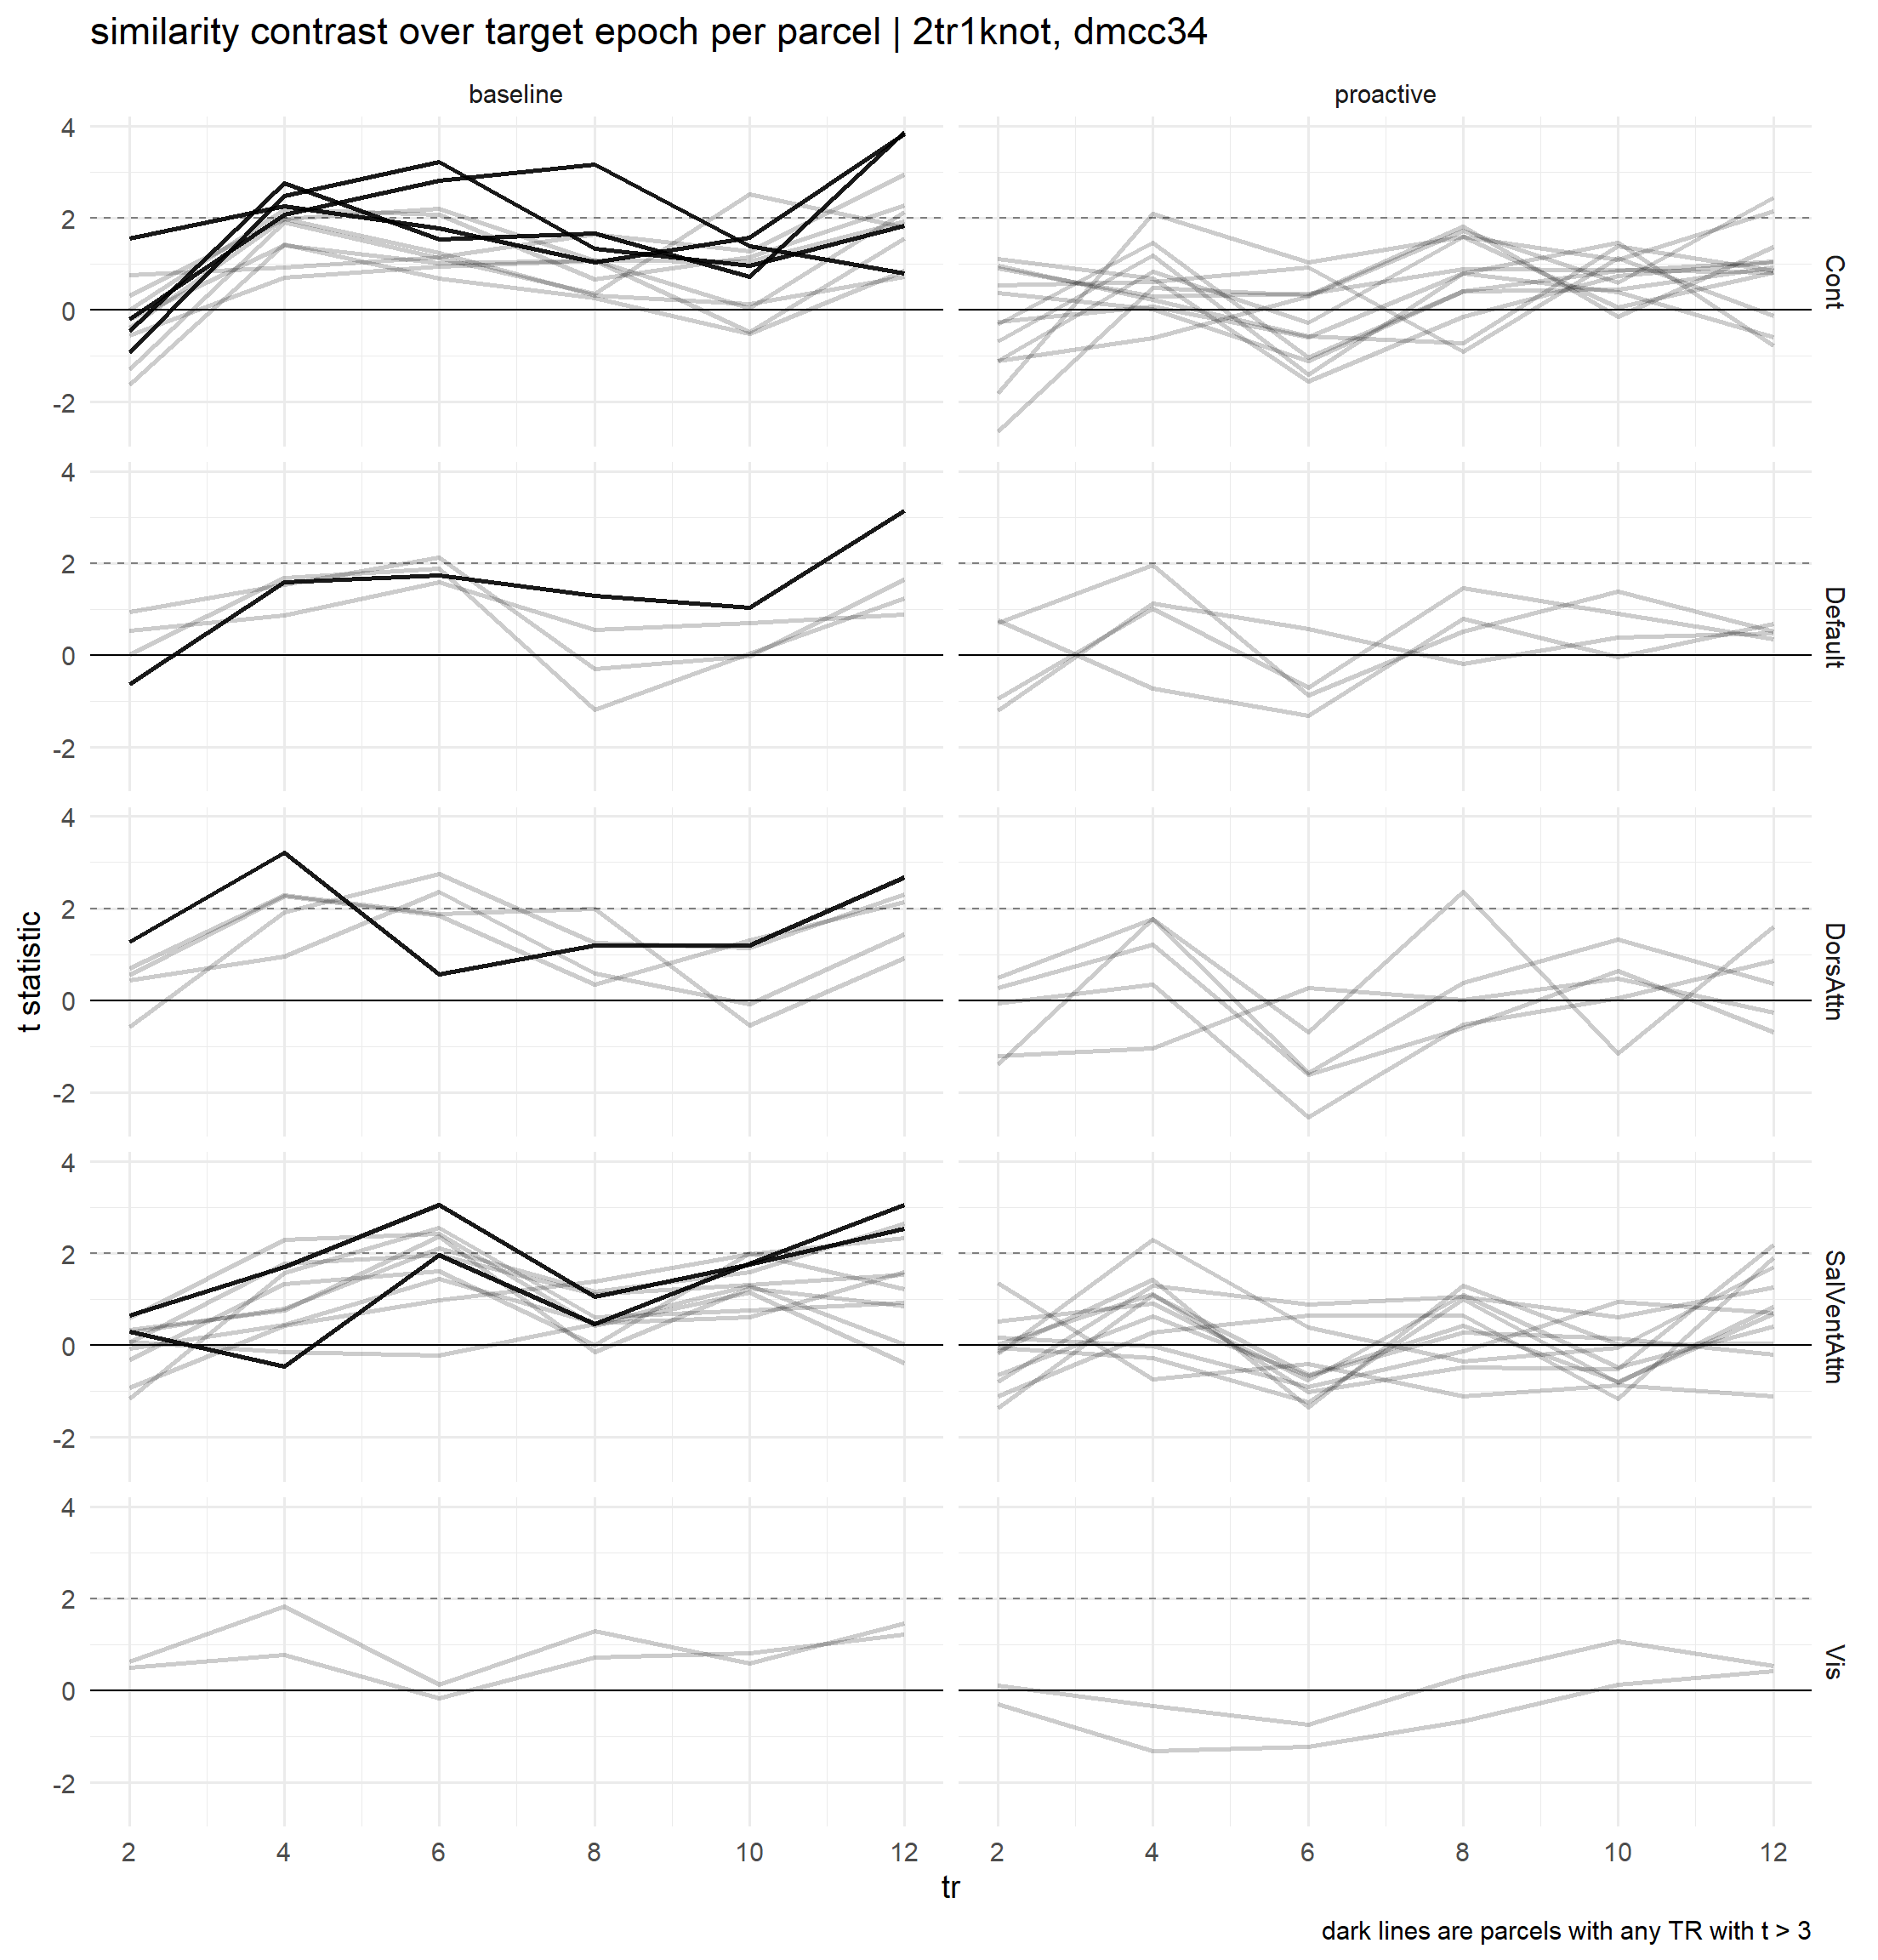 similarity contrast over target epoch per parcel | 2tr1knot, dmcc34
baseline
proactive
4
2
0
-2
Cont
4
2
0
-2
Default
t statistic
4
2
0
-2
DorsAttn
4
2
0
-2
SalVentAttn
4
2
0
-2
Vis
2 4 6 8 10 12
2 4 6 8 10 12
tr
dark lines are parcels with any TR with t > 3